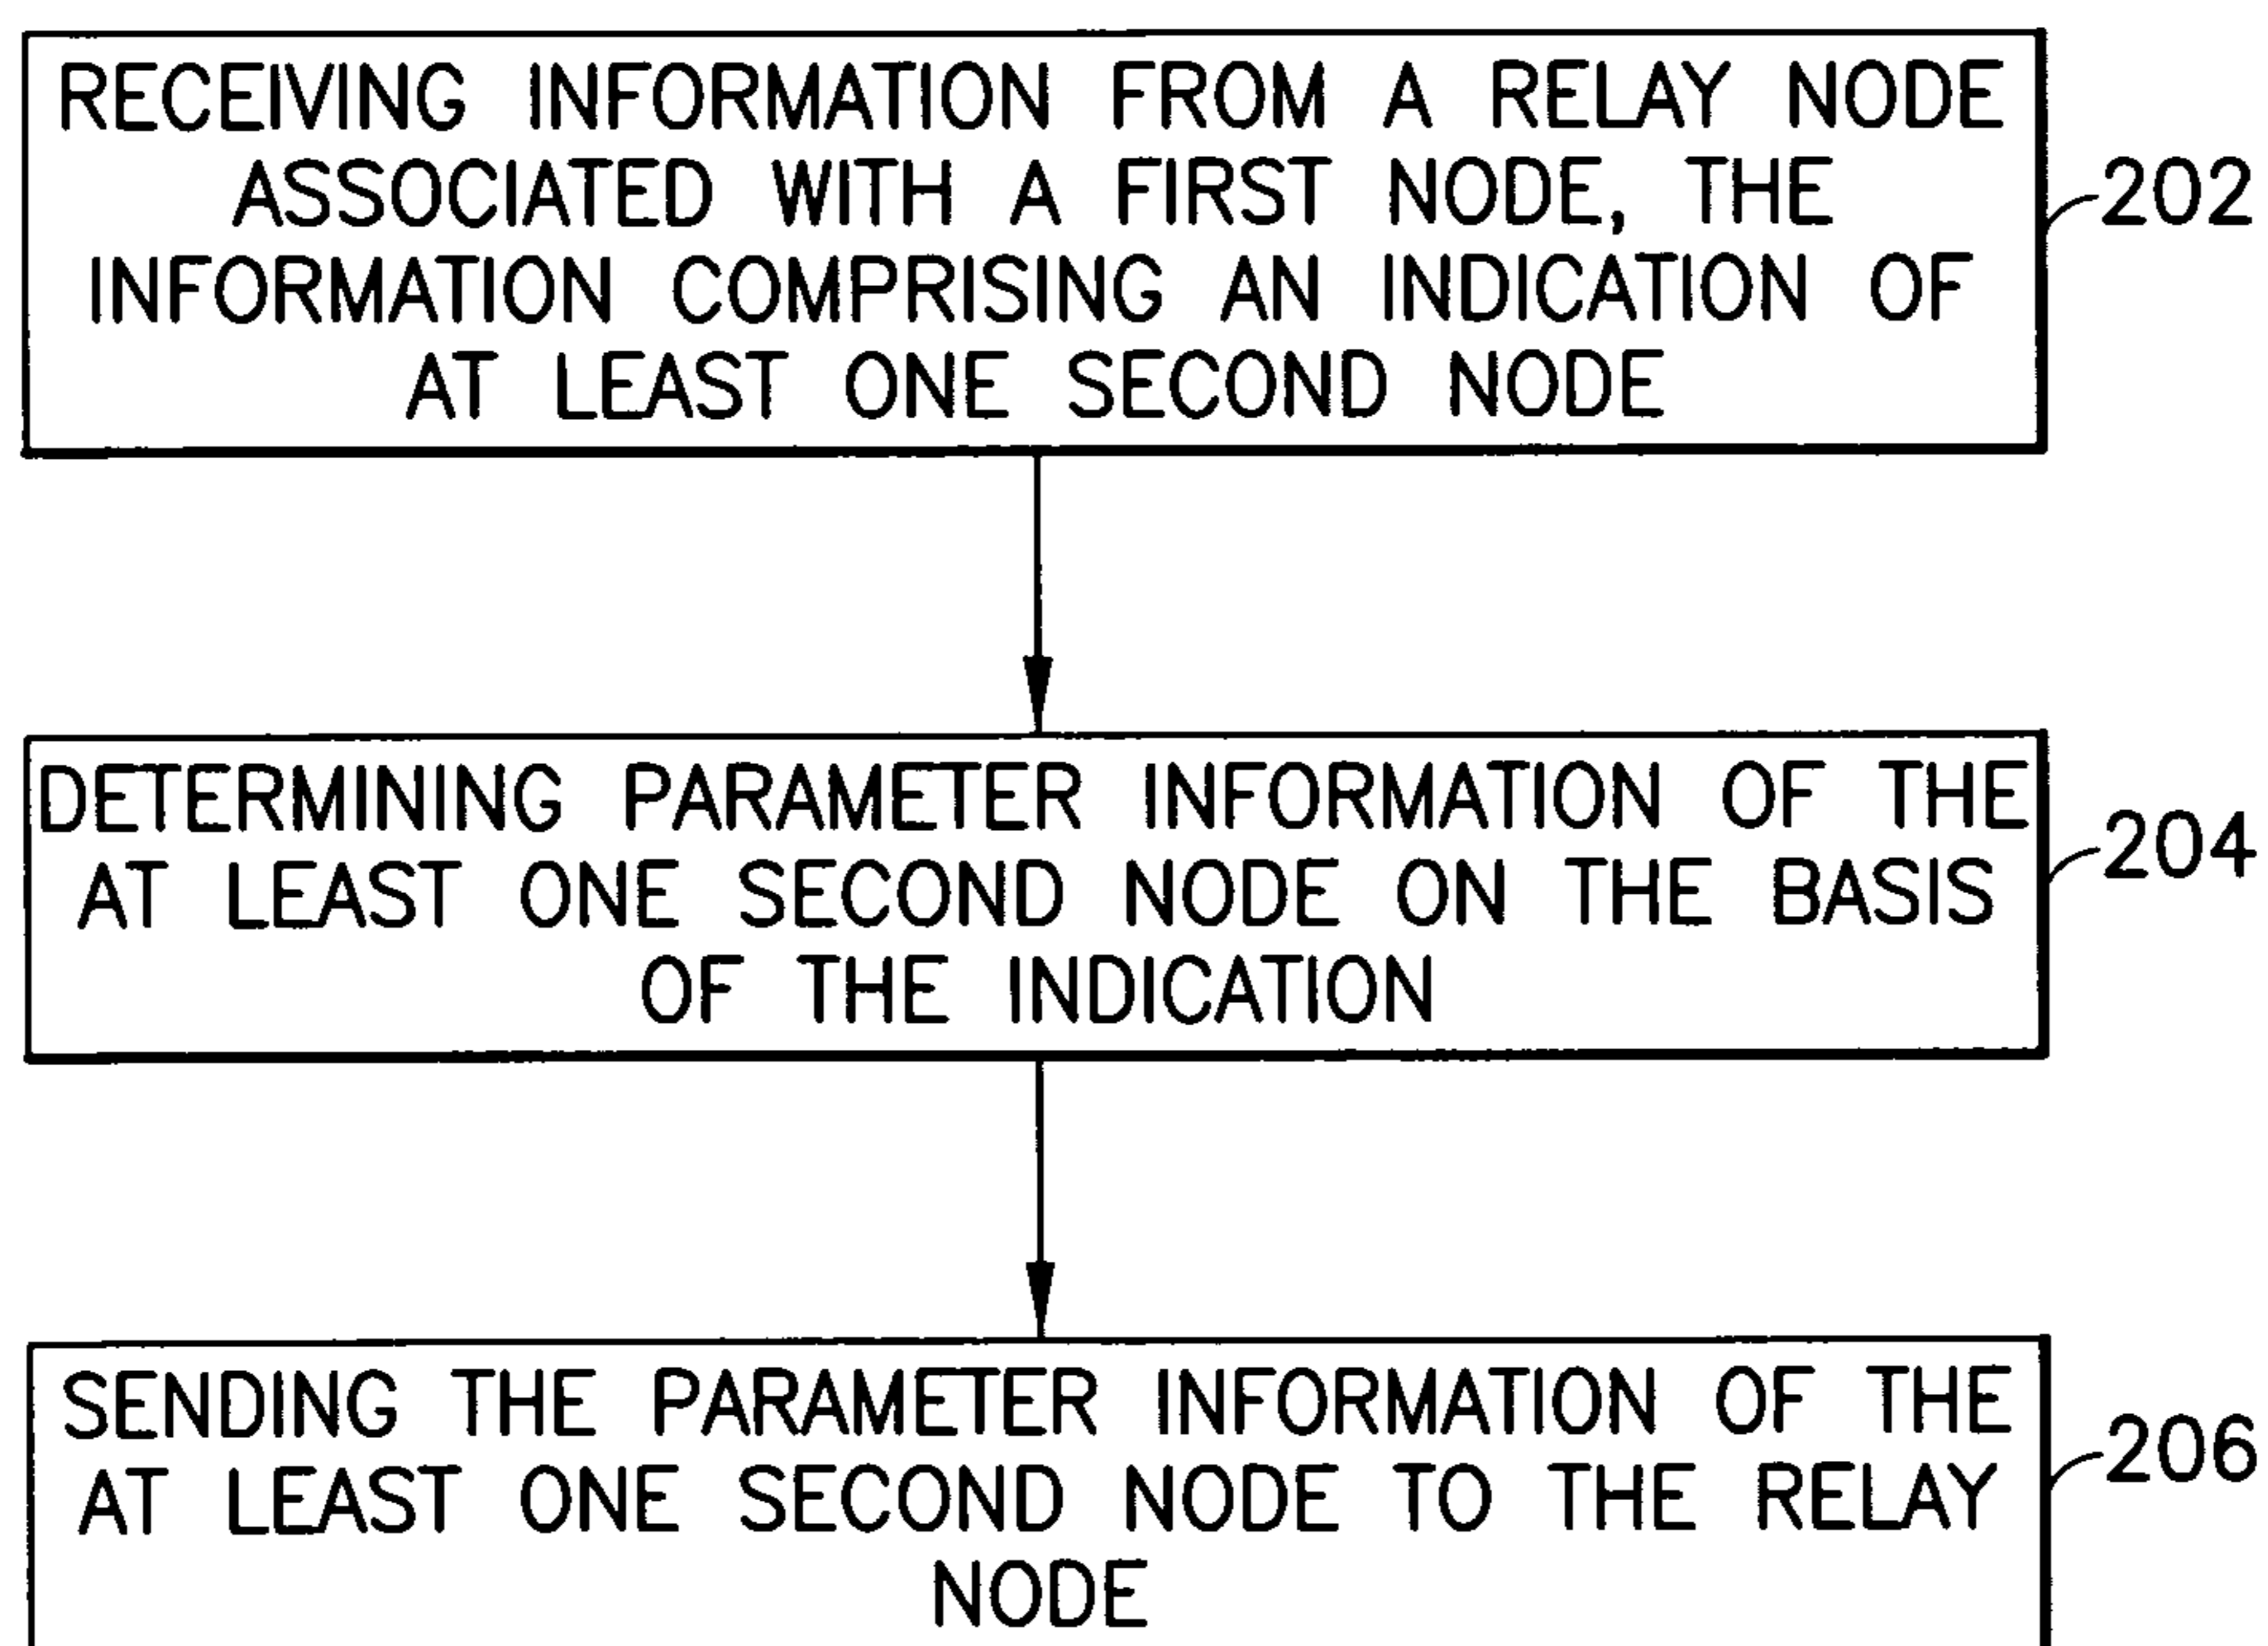 RECEIVING INFORMATION FROM A RELAY NODE
ASSOCIATED WITH A FIRST NODE, THE
INFORMATION COMPRISING AN INDICATION OF
AT LEAST ONE SECOND NODE
202
DETERMINING PARAMETER INFORMATION OF THE
AT LEAST ONE SECOND NODE ON THE BASIS
OF THE INDICATION
204
SENDING THE PARAMETER INFORMATION OF THE
AT LEAST ONE SECOND NODE TO THE RELAY
NODE
206